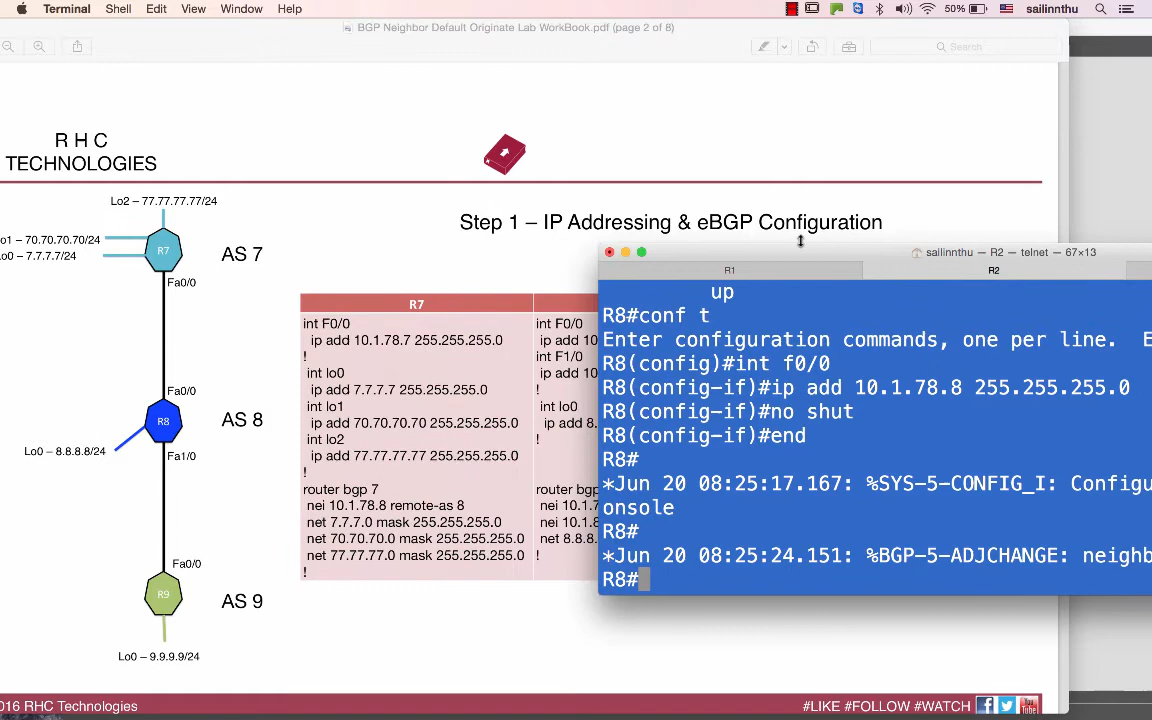 Terminal Shell Edit View Window Help 50% sailinnthu
BGP Neighbor Default Originate Lab WorkBook.pdf (page 2 of 8)
Search
R H C
TECHNOLOGIES
Lo2 – 77.77.77.77/24
o1 - 70.70.70.70/24
o0 - 7.7.7.7/24
R7
AS 7
Fa0/0
Fa0/0
R8
AS 8
Lo0 – 8.8.8.8/24
Fa1/0
Fa0/0
R9
AS 9
Lo0 – 9.9.9.9/24
Step 1 – IP Addressing & eBGP Configuration
R7
int F0/0
ip add 10.1.78.7 255.255.255.0
!
int lo0
ip add 7.7.7.7 255.255.255.0
int lo1
ip add 70.70.70.70 255.255.255.0
int lo2
ip add 77.77.77.77 255.255.255.0
!
router bgp 7
nei 10.1.78.8 remote-as 8
net 7.7.7.0 mask 255.255.255.0
net 70.70.70.0 mask 255.255.255.0
net 77.77.77.0 mask 255.255.255.0
!
int F0/0
ip add 10
int F1/0
ip add 10
!
int lo0
ip add 8.
!
router bgp
nei 10.1.7
nei 10.1.8
net 8.8.8.
!
sailinnthu — R2 — telnet — 67×13
R1 R2
up
R8#conf t
Enter configuration commands, one per line. E
R8(config)#int f0/0
R8(config-if)#ip add 10.1.78.8 255.255.255.0
R8(config-if)#no shut
R8(config-if)#end
R8#
*Jun 20 08:25:17.167: %SYS-5-CONFIG_I: Configu
onsole
R8#
*Jun 20 08:25:24.151: %BGP-5-ADJCHANGE: neighb
R8#
016 RHC Technologies
#LIKE #FOLLOW #WATCH
You